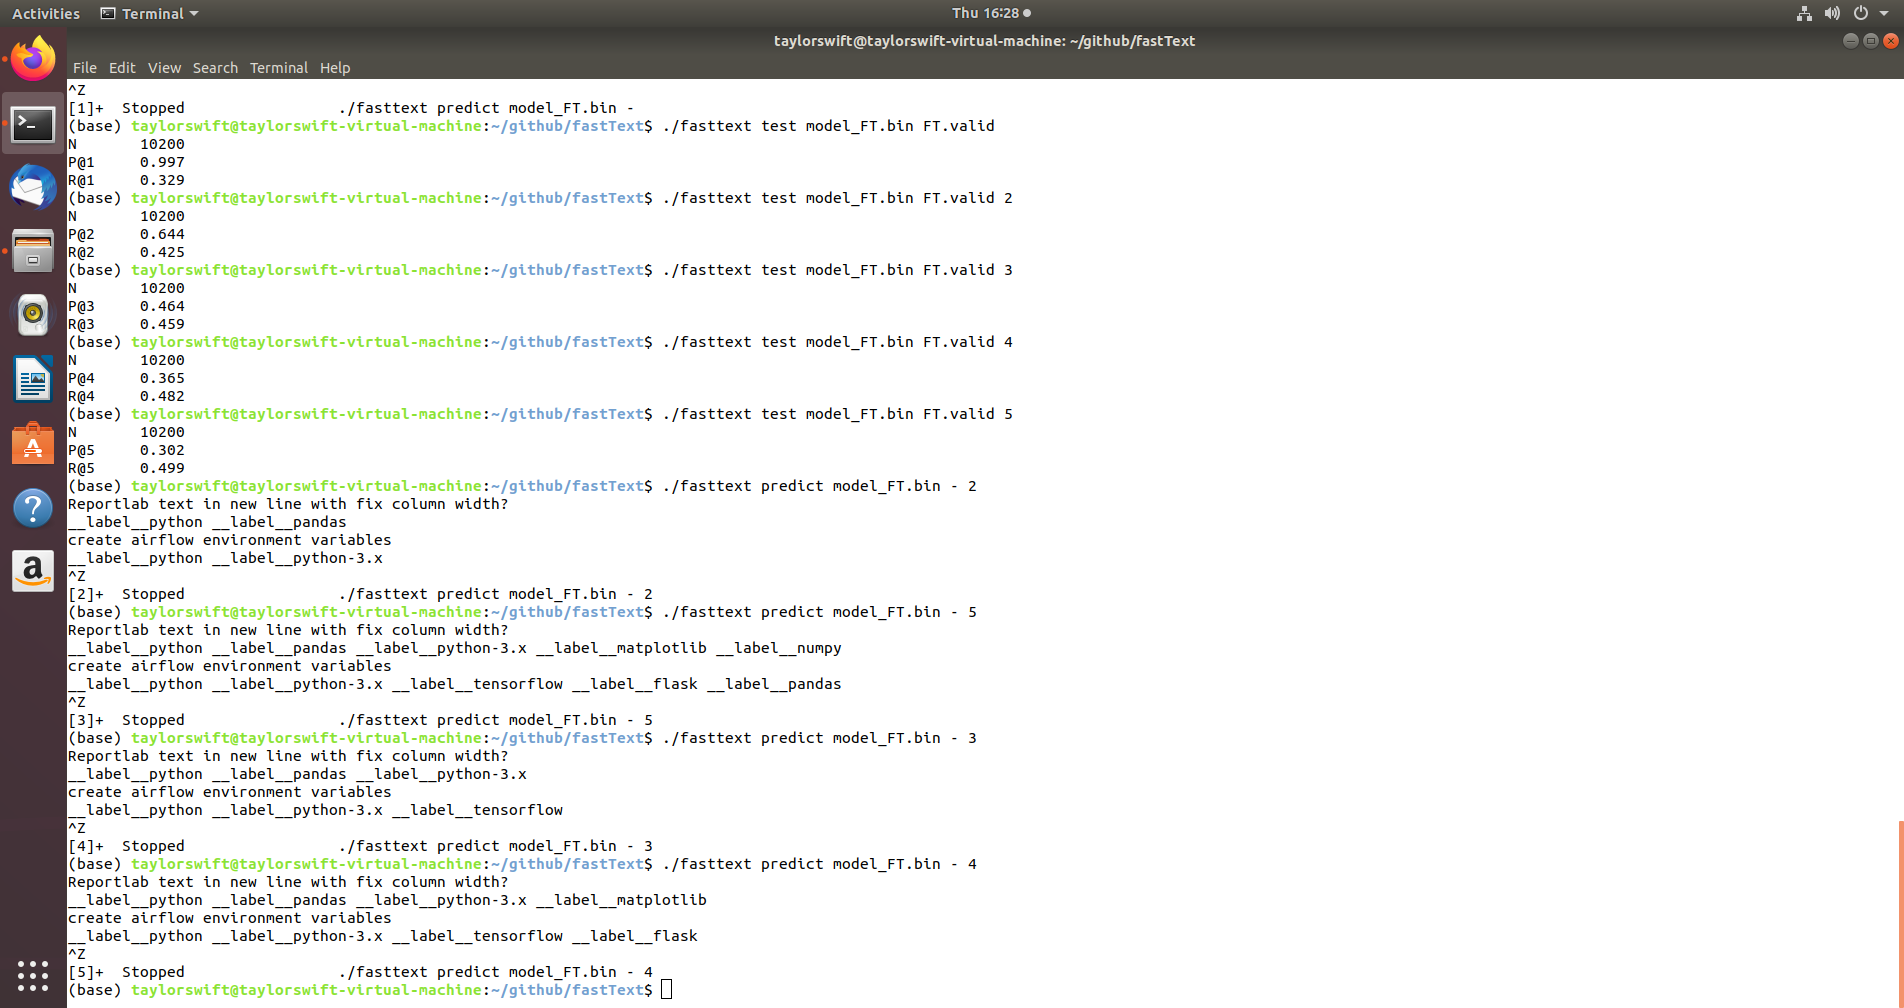 Activities Terminal Thu 16:28
taylorswift@taylorswift-virtual-machine: ~/github/fastText
File Edit View Search Terminal Help
^Z
[1]+  Stopped                 ./fasttext predict model_FT.bin -
(base) taylorswift@taylorswift-virtual-machine:~/github/fastText$ ./fasttext test model_FT.bin FT.valid
N       10200
P@1     0.997
R@1     0.329
(base) taylorswift@taylorswift-virtual-machine:~/github/fastText$ ./fasttext test model_FT.bin FT.valid 2
N       10200
P@2     0.644
R@2     0.425
(base) taylorswift@taylorswift-virtual-machine:~/github/fastText$ ./fasttext test model_FT.bin FT.valid 3
N       10200
P@3     0.464
R@3     0.459
(base) taylorswift@taylorswift-virtual-machine:~/github/fastText$ ./fasttext test model_FT.bin FT.valid 4
N       10200
P@4     0.365
R@4     0.482
(base) taylorswift@taylorswift-virtual-machine:~/github/fastText$ ./fasttext test model_FT.bin FT.valid 5
N       10200
P@5     0.302
R@5     0.499
(base) taylorswift@taylorswift-virtual-machine:~/github/fastText$ ./fasttext predict model_FT.bin - 2
Reportlab text in new line with fix column width?
__label__python __label__pandas
create airflow environment variables
__label__python __label__python-3.x
^Z
[2]+  Stopped                 ./fasttext predict model_FT.bin - 2
(base) taylorswift@taylorswift-virtual-machine:~/github/fastText$ ./fasttext predict model_FT.bin - 5
Reportlab text in new line with fix column width?
__label__python __label__pandas __label__python-3.x __label__matplotlib __label__numpy
create airflow environment variables
__label__python __label__python-3.x __label__tensorflow __label__flask __label__pandas
^Z
[3]+  Stopped                 ./fasttext predict model_FT.bin - 5
(base) taylorswift@taylorswift-virtual-machine:~/github/fastText$ ./fasttext predict model_FT.bin - 3
Reportlab text in new line with fix column width?
__label__python __label__pandas __label__python-3.x
create airflow environment variables
__label__python __label__python-3.x __label__tensorflow
^Z
[4]+  Stopped                 ./fasttext predict model_FT.bin - 3
(base) taylorswift@taylorswift-virtual-machine:~/github/fastText$ ./fasttext predict model_FT.bin - 4
Reportlab text in new line with fix column width?
__label__python __label__pandas __label__python-3.x __label__matplotlib
create airflow environment variables
__label__python __label__python-3.x __label__tensorflow __label__flask
^Z
[5]+  Stopped                 ./fasttext predict model_FT.bin - 4
(base) taylorswift@taylorswift-virtual-machine:~/github/fastText$